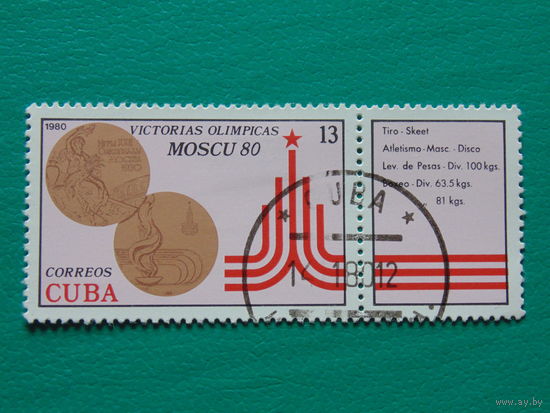 1980
VICTORIAS OLIMPICAS
13
MOSCU 80
CORREOS
CUBA
Tiro - Skeet
Atletismo - Masc. - Disco
Lev. de Pesas - Div. 100 kgs.
Boxeo - Div. 63.5 kgs.
81 kgs.
CUBA
www.ay.by